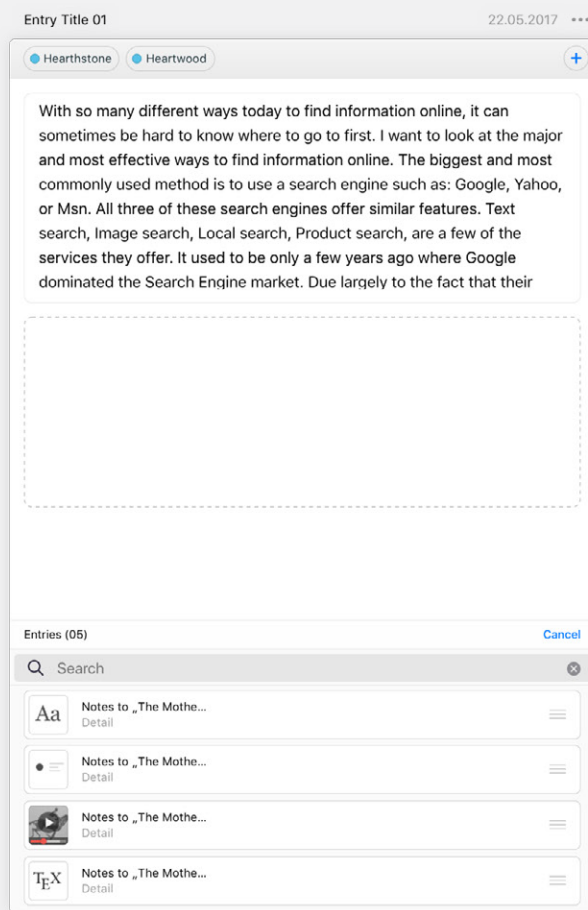 Entry Title 01
22.05.2017
Hearthstone
Heartwood
With so many different ways today to find information online, it can
sometimes be hard to know where to go to first. I want to look at the major
and most effective ways to find information online. The biggest and most
commonly used method is to use a search engine such as: Google, Yahoo,
or Msn. All three of these search engines offer similar features. Text
search, Image search, Local search, Product search, are a few of the
services they offer. It used to be only a few years ago where Google
dominated the Search Engine market. Due largely to the fact that their
Entries (05)
Cancel
Search
Aa
Notes to „The Mothe...
Detail
Notes to „The Mothe...
Detail
Notes to „The Mothe...
Detail
TEX
Notes to „The Mothe...
Detail